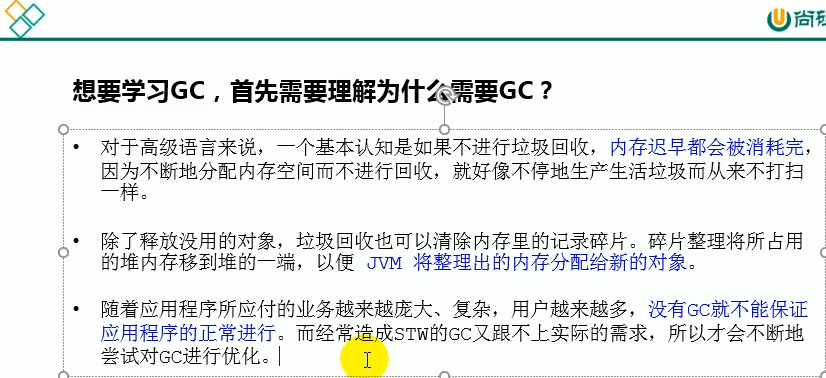 尚硅
想要学习GC，首先需要理解为什么需要GC？
• 对于高级语言来说，一个基本认知是如果不进行垃圾回收，内存迟早都会被消耗完，
因为不断地分配内存空间而不进行回收，就好像不停地生产生活垃圾而从来不打扫
一样。
• 除了释放没用的对象，垃圾回收也可以清除内存里的记录碎片。碎片整理将所占用
的堆内存移到堆的一端，以便 JVM 将整理出的内存分配给新的对象。
• 随着应用程序所应付的业务越来越庞大、复杂，用户越来越多，没有GC就不能保证
应用程序的正常进行。而经常造成STW的GC又跟不上实际的需求，所以才会不断地
尝试对GC进行优化。